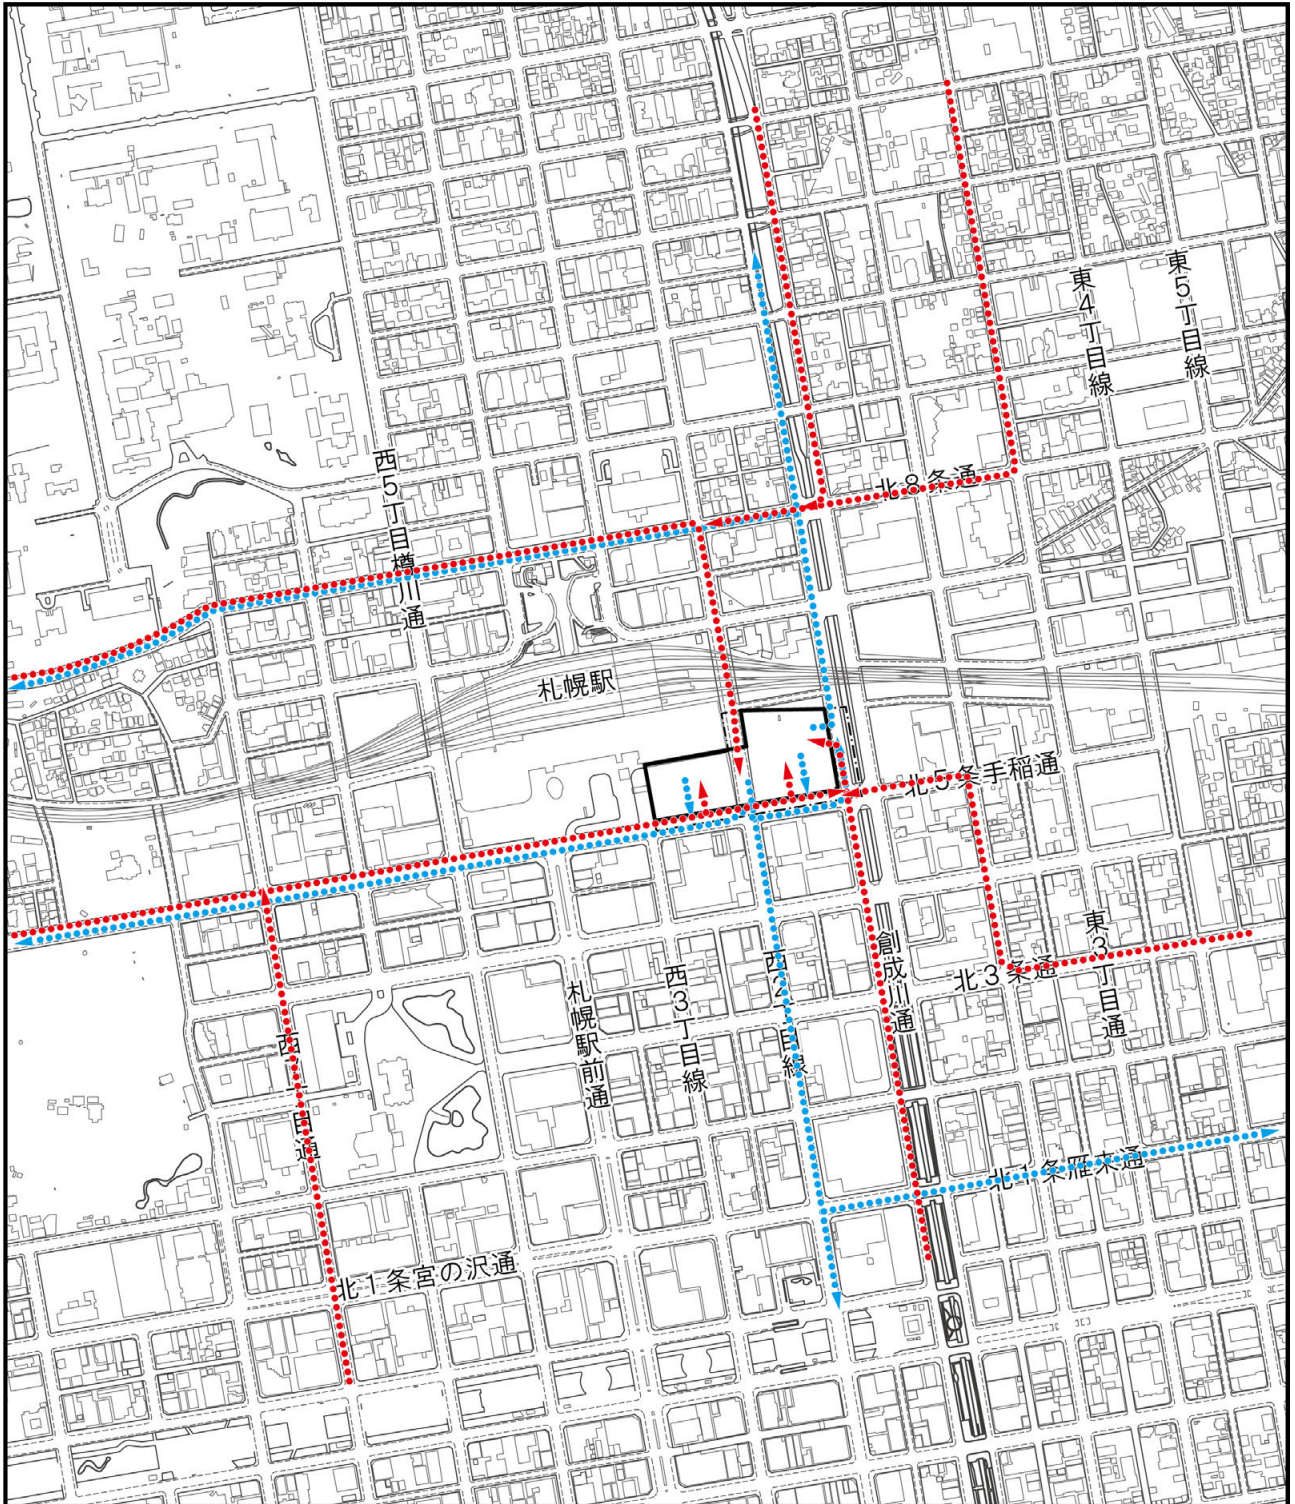 東5丁目線
東4丁目線
西5丁目樽川通
北8条通
札幌駅
北5条手稲通
東3丁目通
創成川通
北3条通
西2丁目線
西3丁目線
札幌駅前通
北1条雁来通
北1条宮の沢通